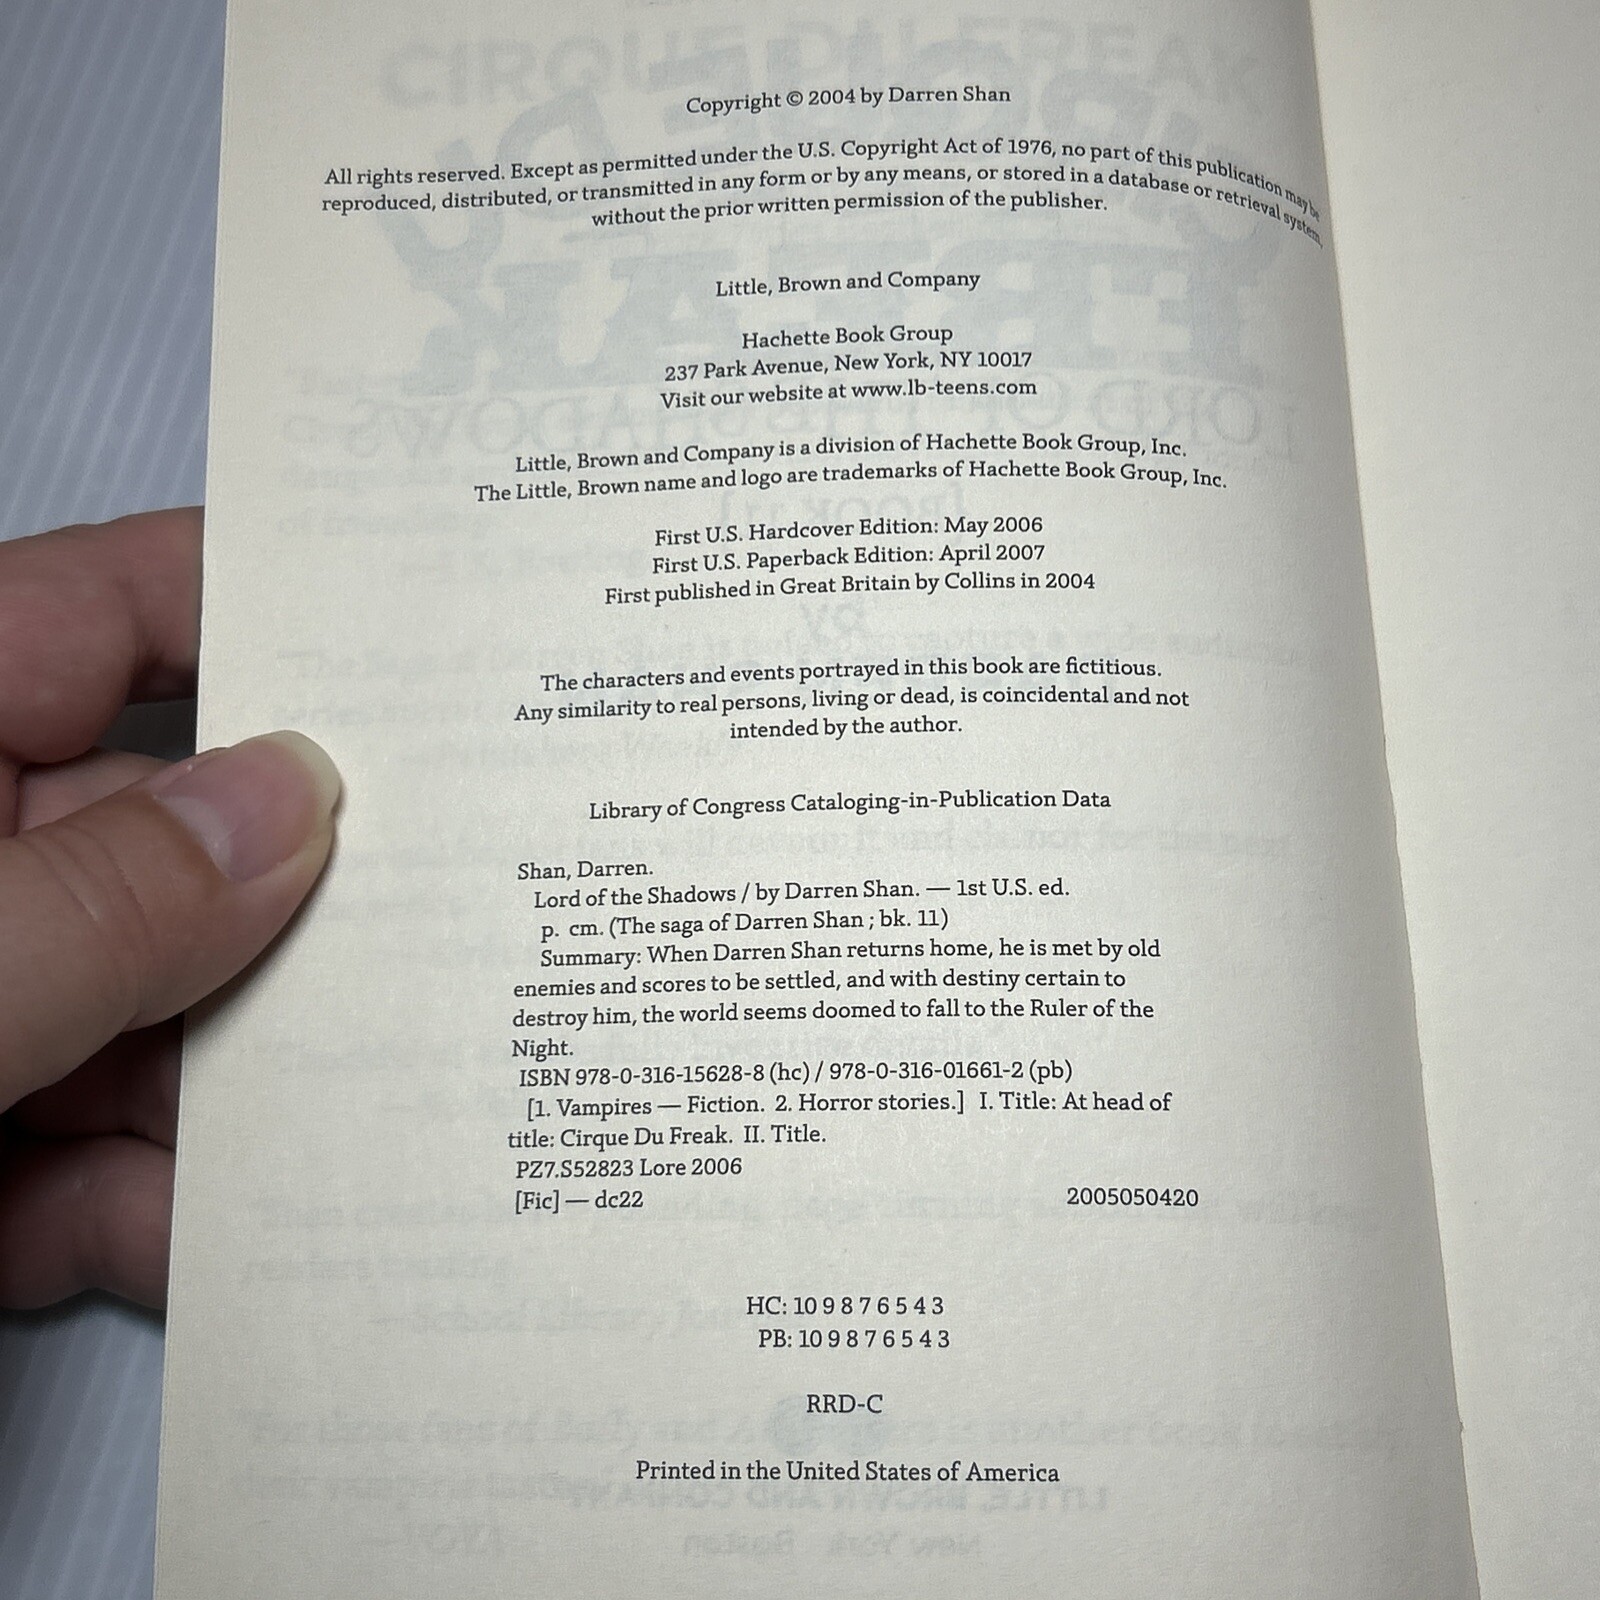 Copyright © 2004 by Darren Shan
All rights reserved. Except as permitted under the U.S. Copyright Act of 1976, no part of this publication may be
reproduced, distributed, or transmitted in any form or by any means, or stored in a database or retrieval system,
without the prior written permission of the publisher.
Little, Brown and Company
Hachette Book Group
237 Park Avenue, New York, NY 10017
Visit our website at www.lb-teens.com
Little, Brown and Company is a division of Hachette Book Group, Inc.
The Little, Brown name and logo are trademarks of Hachette Book Group, Inc.
First U.S. Hardcover Edition: May 2006
First U.S. Paperback Edition: April 2007
First published in Great Britain by Collins in 2004
The characters and events portrayed in this book are fictitious.
Any similarity to real persons, living or dead, is coincidental and not
intended by the author.
Library of Congress Cataloging-in-Publication Data
Shan, Darren.
Lord of the Shadows / by Darren Shan. — 1st U.S. ed.
p. cm. (The saga of Darren Shan ; bk. 11)
Summary: When Darren Shan returns home, he is met by old
enemies and scores to be settled, and with destiny certain to
destroy him, the world seems doomed to fall to the Ruler of the
Night.
ISBN 978-0-316-15628-8 (hc) / 978-0-316-01661-2 (pb)
[1. Vampires — Fiction. 2. Horror stories.] I. Title: At head of
title: Cirque Du Freak. II. Title.
PZ7.S52823 Lore 2006
[Fic] — dc22 2005050420
HC: 10 9 8 7 6 5 4 3
PB: 10 9 8 7 6 5 4 3
RRD-C
Printed in the United States of America